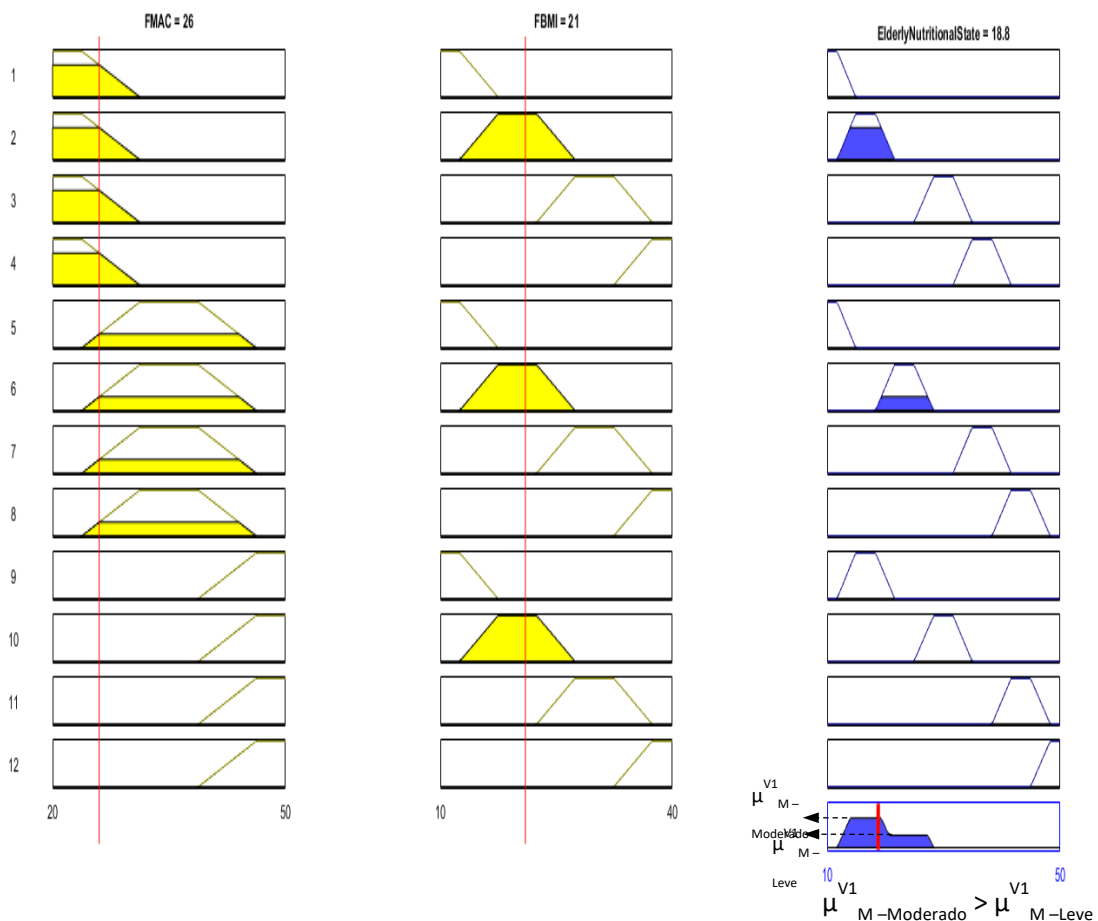 FMAC = 26
FBMI = 21
ElderlyNutritionalState = 18.8
1
2
3
4
5
6
7
8
9
10
11
12
20 50
10 40
10 50
μ V1 M –
Moderado
μ V1 M –
Leve
μ V1 M –Moderado > μ V1 M –Leve